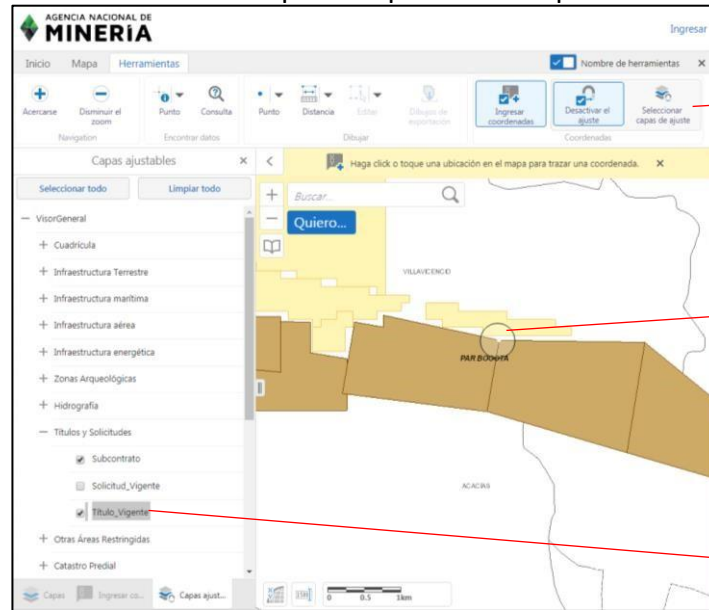 AGENCIA NACIONAL DE
MINERÍA
Ingresar
Inicio Mapa Herramientas
Nombre de herramientas ×
Acercarse
Disminuir el zoom
Punto
Consulta
Punto
Distancia
Editar
Dibujos de exportación
Ingresar coordenadas
Desactivar el ajuste
Seleccionar capas de ajuste
Navigation
Encontrar datos
Dibujar
Coordenadas
Capas ajustables ×
Haga click o toque una ubicación en el mapa para trazar una coordenada. ×
Seleccionar todo
Limpiar todo
Buscar...
Quiero...
VisorGeneral
Cuadrícula
Infraestructura Terrestre
Infraestructura marítima
Infraestructura aérea
Infraestructura energética
Zonas Arqueológicas
Hidrografía
Títulos y Solicitudes
Subcontrato
Solicitud_Vigente
Título_Vigente
Otras Áreas Restringidas
Catastro Predial
VILLAVICENCIO
PAR BOGOTA
ACACIAS
Capas
Ingresar co...
Capas ajust...
0 0.5 1km